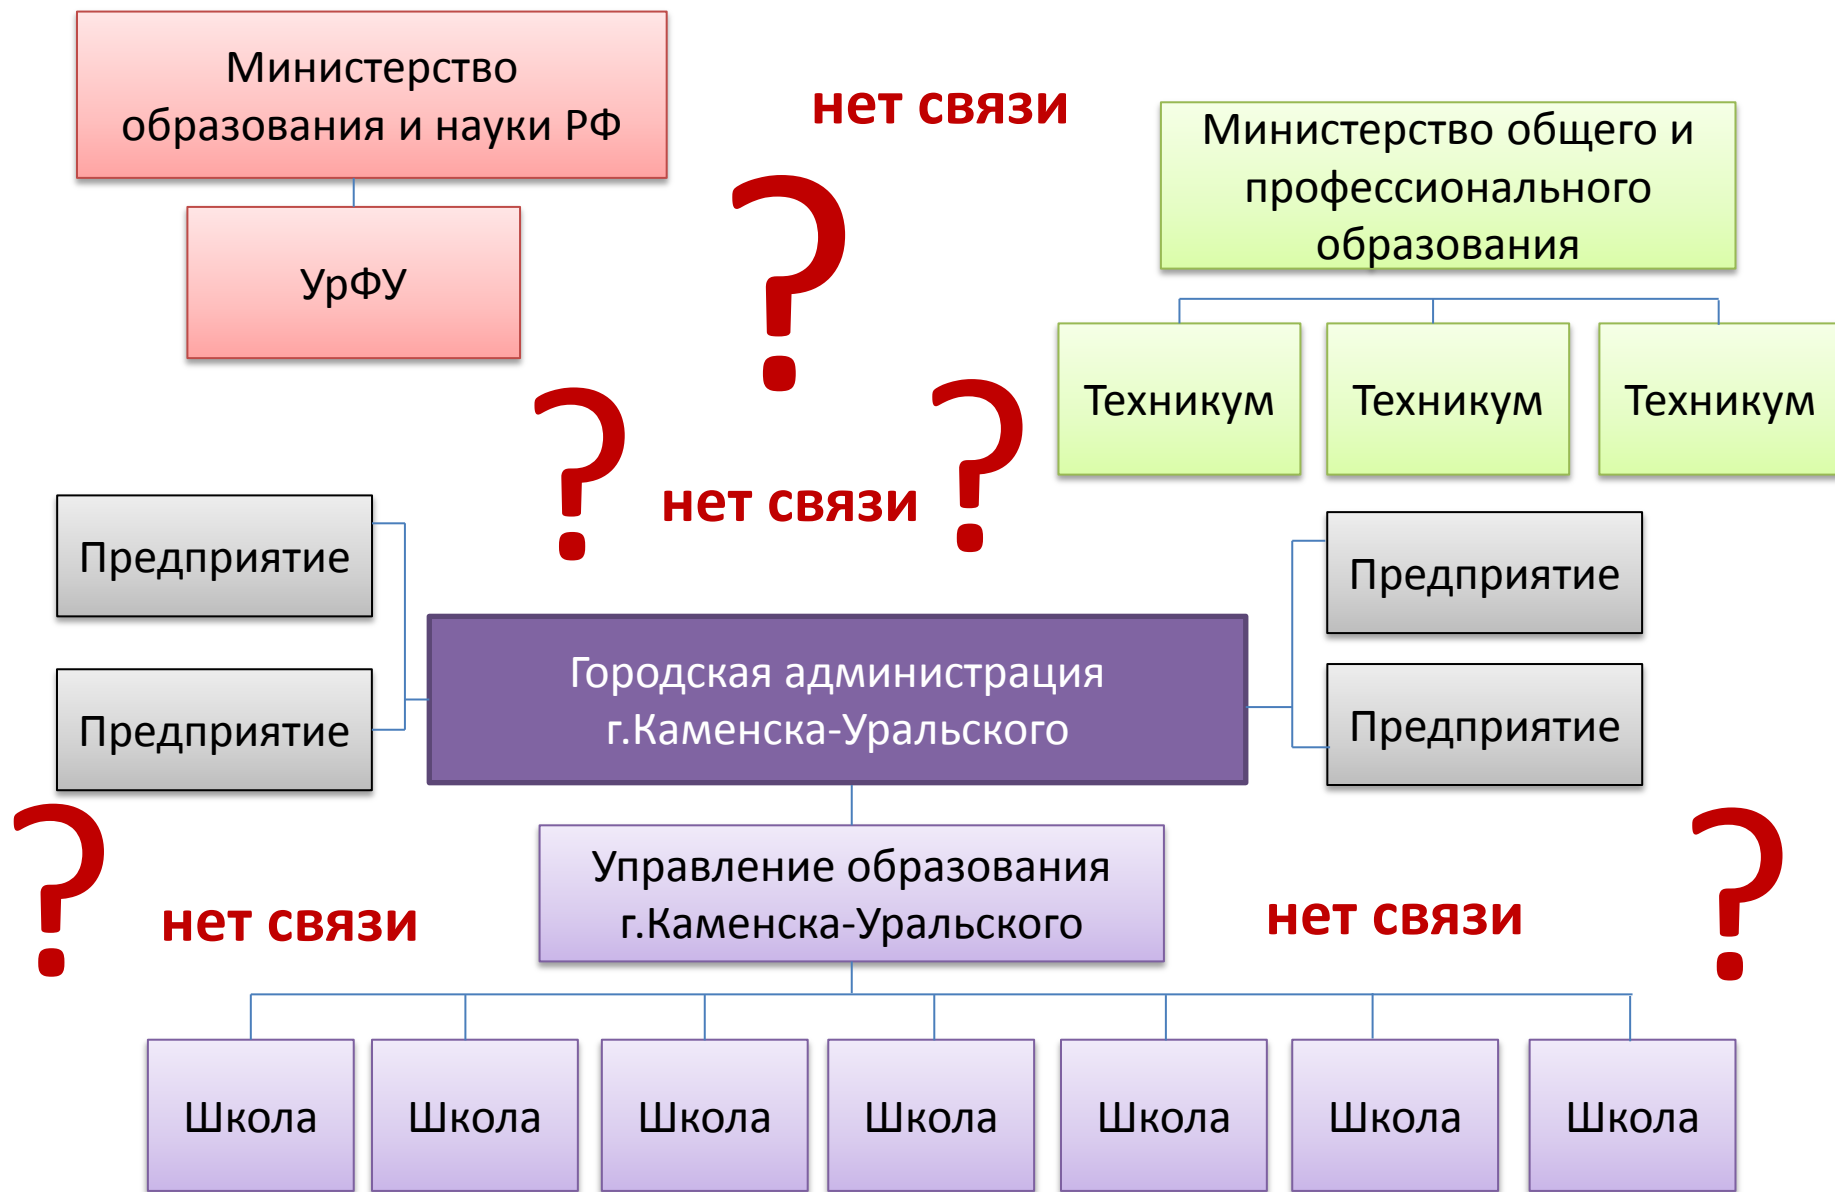 Министерство
образования и науки РФ
нет связи
Министерство общего и
профессионального
образования
УрФУ
?
Техникум
Техникум
Техникум
?
нет связи
?
Предприятие
Предприятие
Предприятие
Предприятие
Городская администрация
г.Каменска-Уральского
?
нет связи
Управление образования
г.Каменска-Уральского
нет связи
?
Школа
Школа
Школа
Школа
Школа
Школа
Школа